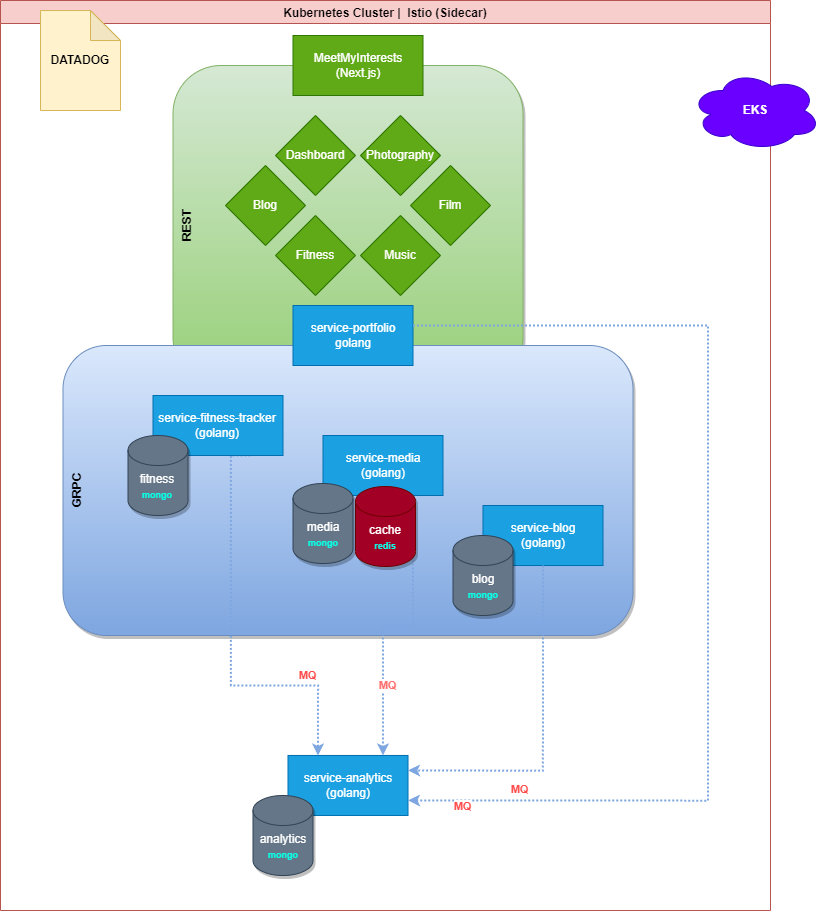 Kubernetes Cluster | Istio (Sidecar)
DATADOG
MeetMyInterests
(Next.js)
EKS
Dashboard
Photography
Blog
Film
REST
Fitness
Music
service-portfolio
golang
service-fitness-tracker
(golang)
service-media
(golang)
GRPC
fitness
mongo
media
mongo
cache
redis
service-blog
(golang)
blog
mongo
MQ
MQ
service-analytics
(golang)
MQ
MQ
analytics
mongo